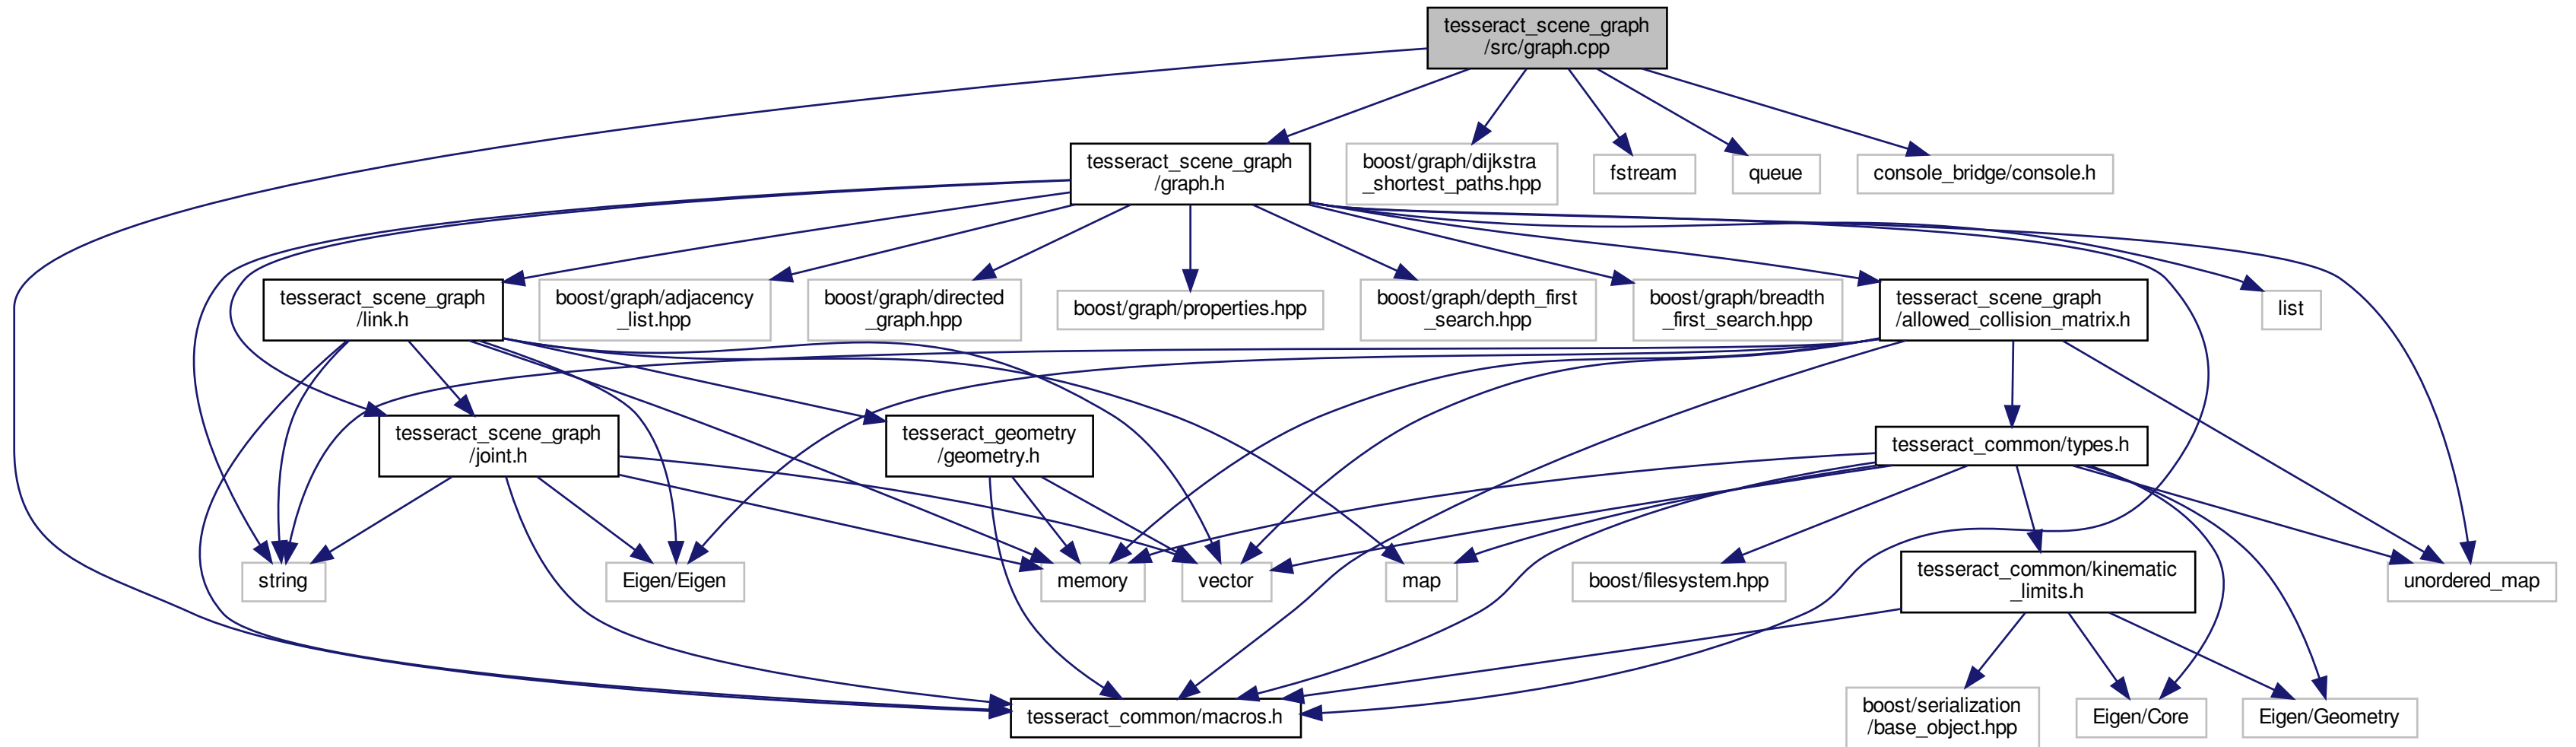 tesseract_scene_graph
/src/graph.cpp
tesseract_scene_graph
/graph.h
boost/graph/dijkstra
_shortest_paths.hpp
fstream
queue
console_bridge/console.h
tesseract_scene_graph
/link.h
boost/graph/adjacency
_list.hpp
boost/graph/directed
_graph.hpp
boost/graph/properties.hpp
boost/graph/depth_first
_search.hpp
boost/graph/breadth
_first_search.hpp
tesseract_scene_graph
/allowed_collision_matrix.h
list
tesseract_scene_graph
/joint.h
tesseract_geometry
/geometry.h
tesseract_common/types.h
string
Eigen/Eigen
memory
vector
map
boost/filesystem.hpp
tesseract_common/kinematic
_limits.h
unordered_map
tesseract_common/macros.h
boost/serialization
/base_object.hpp
Eigen/Core
Eigen/Geometry